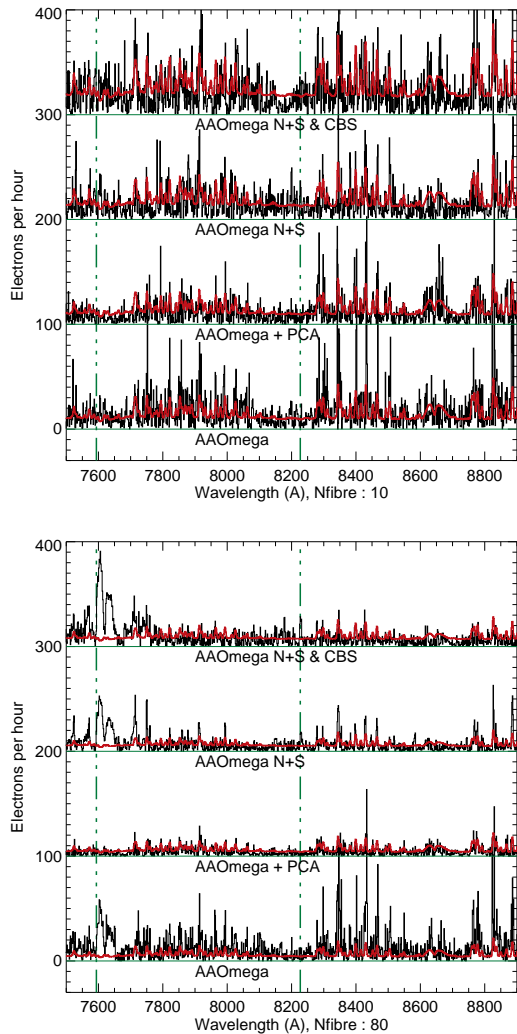 400
300
AAOmega N+S & CBS
200
AAOmega N+S
100
AAOmega + PCA
0
AAOmega
Electrons per hour
7600 7800 8000 8200 8400 8600 8800
Wavelength (A), Nfibre : 10
400
300
AAOmega N+S & CBS
200
AAOmega N+S
100
AAOmega + PCA
0
AAOmega
Electrons per hour
7600 7800 8000 8200 8400 8600 8800
Wavelength (A), Nfibre : 80